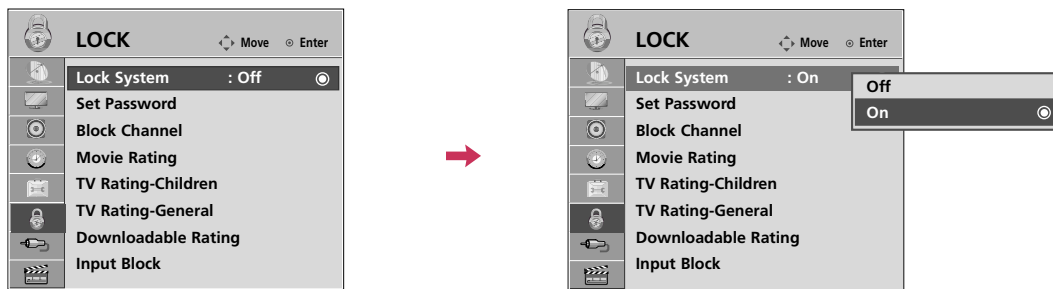 LOCK
Move Enter
Lock System : Off
Set Password
Block Channel
Movie Rating
TV Rating-Children
TV Rating-General
Downloadable Rating
Input Block
LOCK
Move Enter
Lock System : On
Off
On
Set Password
Block Channel
Movie Rating
TV Rating-Children
TV Rating-General
Downloadable Rating
Input Block